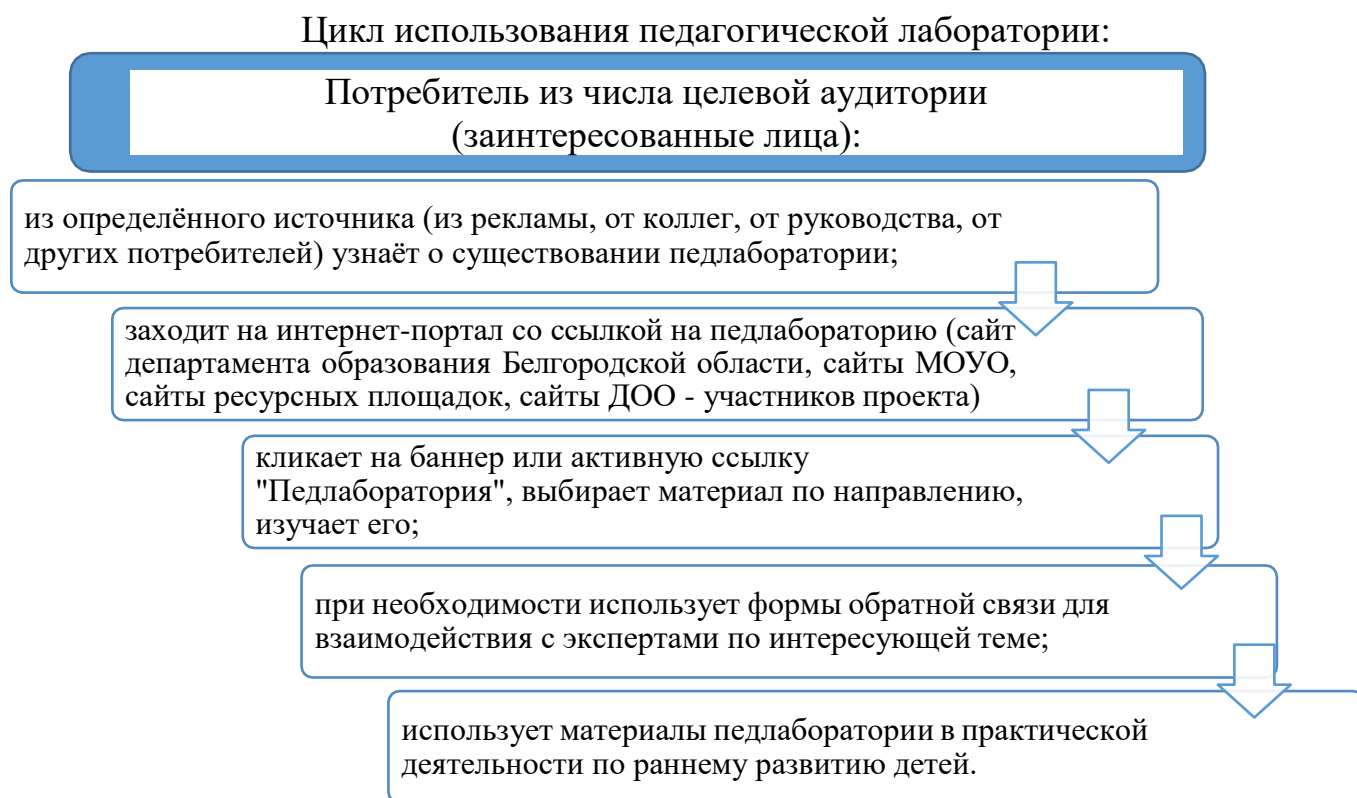 Цикл использования педагогической лаборатории:
Потребитель из числа целевой аудитории
(заинтересованные лица):
из определённого источника (из рекламы, от коллег, от руководства, от
других потребителей) узнаёт о существовании педлаборатории;
заходит на интернет-портал со ссылкой на педлабораторию (сайт
департамента образования Белгородской области, сайты МОУО,
сайты ресурсных площадок, сайты ДОО - участников проекта)
кликает на баннер или активную ссылку
"Педлаборатория", выбирает материал по направлению,
изучает его;
при необходимости использует формы обратной связи для
взаимодействия с экспертами по интересующей теме;
использует материалы педлаборатории в практической
деятельности по раннему развитию детей.